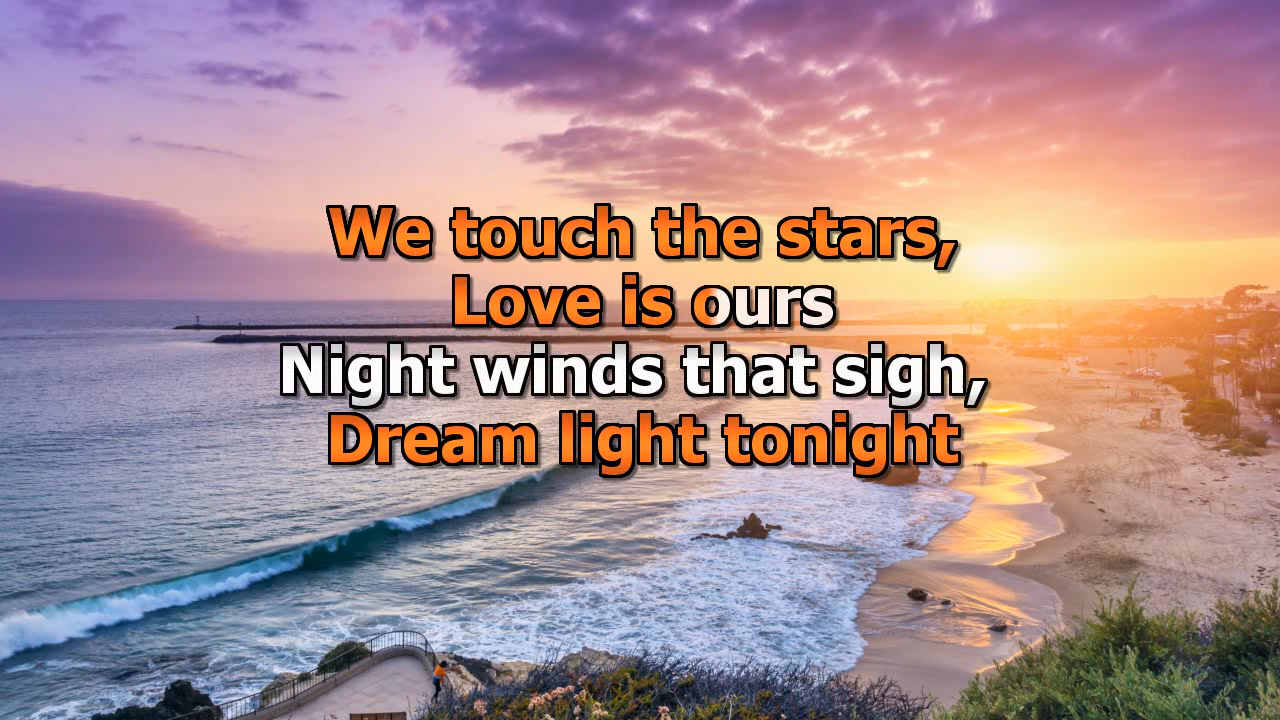 We touch the stars,
Love is ours
Night winds that sigh,
Dream light tonight